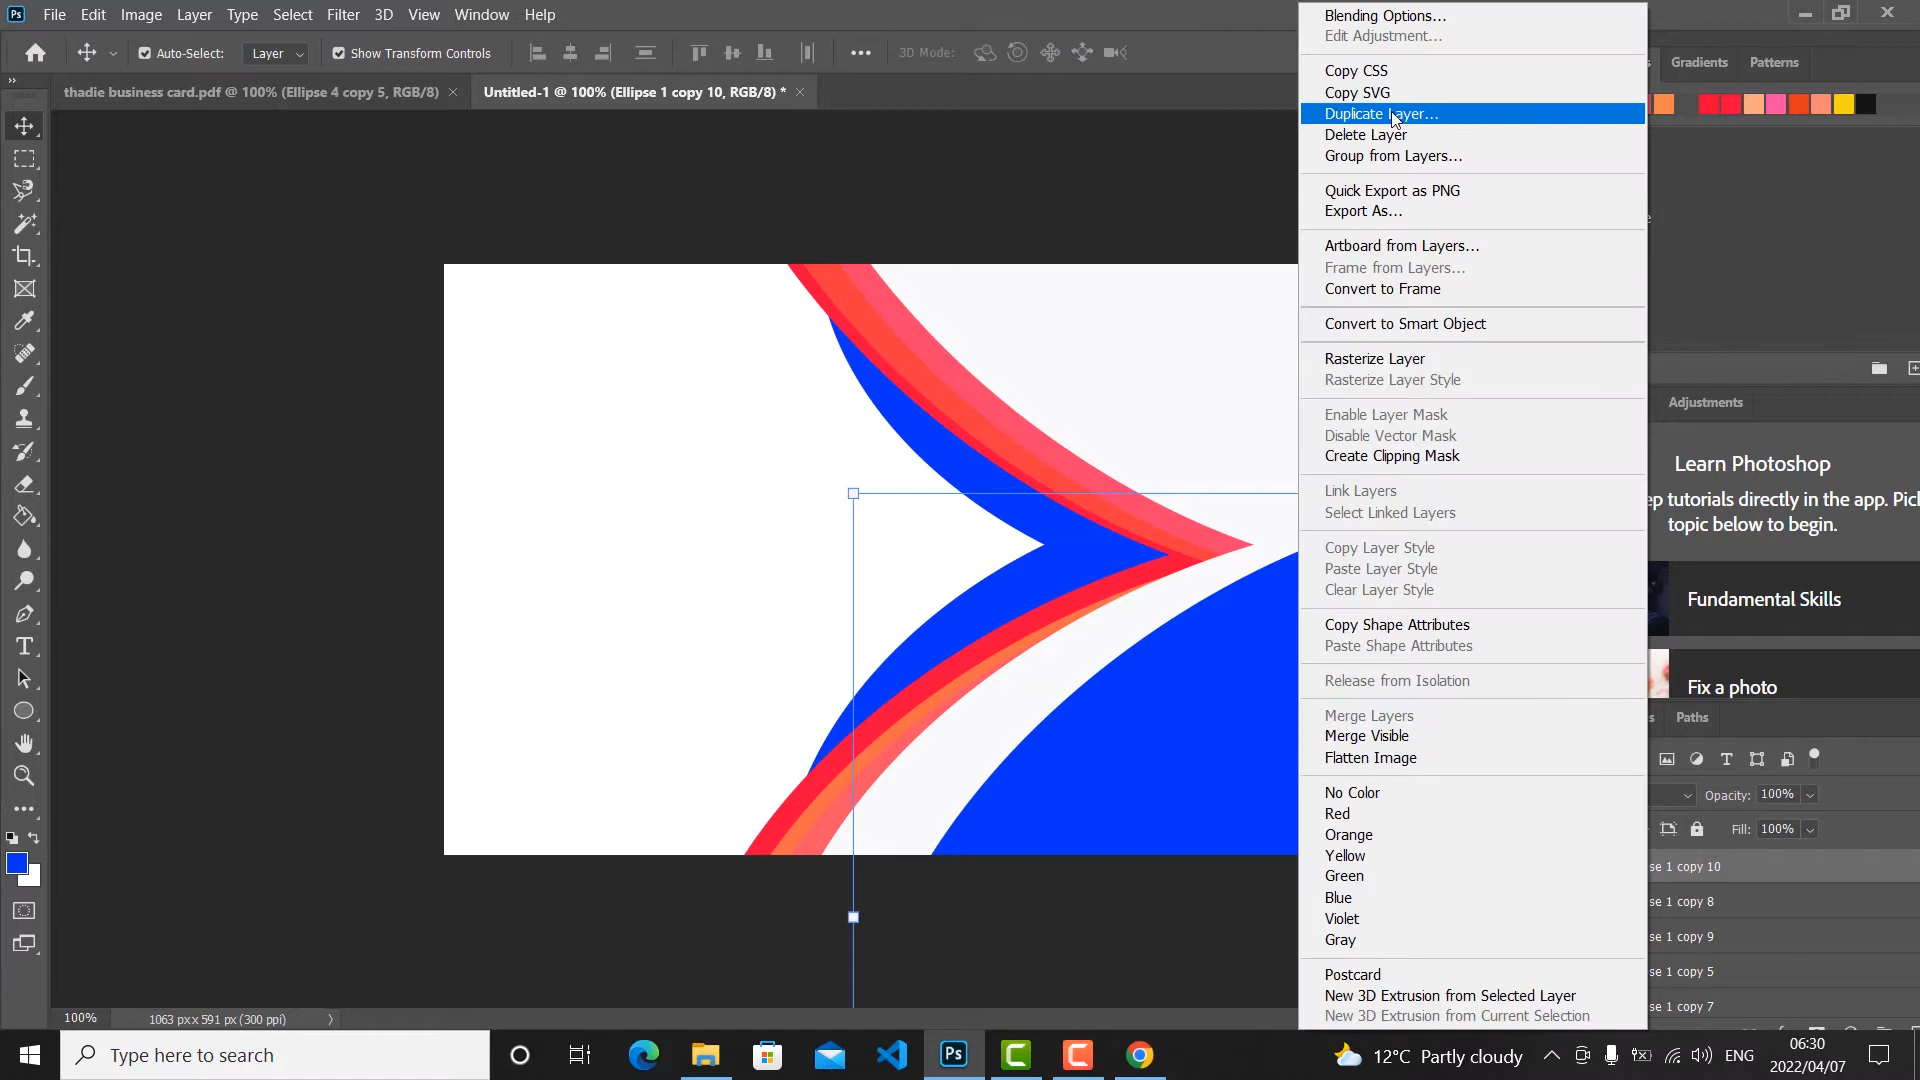 Ps File Edit Image Layer Type Select Filter 3D View Window Help
Auto-Select: Layer Show Transform Controls 3D Mode:
thadie business card.pdf @ 100% (Ellipse 4 copy 5, RGB/8) Untitled-1 @ 100% (Ellipse 1 copy 10, RGB/8) *
Blending Options...
Edit Adjustment...
Copy CSS
Copy SVG
Duplicate Layer...
Delete Layer
Group from Layers...
Quick Export as PNG
Export As...
Artboard from Layers...
Frame from Layers...
Convert to Frame
Convert to Smart Object
Rasterize Layer
Rasterize Layer Style
Enable Layer Mask
Disable Vector Mask
Create Clipping Mask
Link Layers
Select Linked Layers
Copy Layer Style
Paste Layer Style
Clear Layer Style
Copy Shape Attributes
Paste Shape Attributes
Release from Isolation
Merge Layers
Merge Visible
Flatten Image
No Color
Red
Orange
Yellow
Green
Blue
Violet
Gray
Postcard
New 3D Extrusion from Selected Layer
New 3D Extrusion from Current Selection
Gradients Patterns
Adjustments
Learn Photoshop
ep tutorials directly in the app. Pick
topic below to begin.
Fundamental Skills
Fix a photo
s Paths
Opacity: 100%
Fill: 100%
se 1 copy 10
se 1 copy 8
se 1 copy 9
se 1 copy 5
se 1 copy 7
100% 1063 px x 591 px (300 ppi)
Type here to search
Ps
12°C Partly cloudy
ENG
06:30
2022/04/07